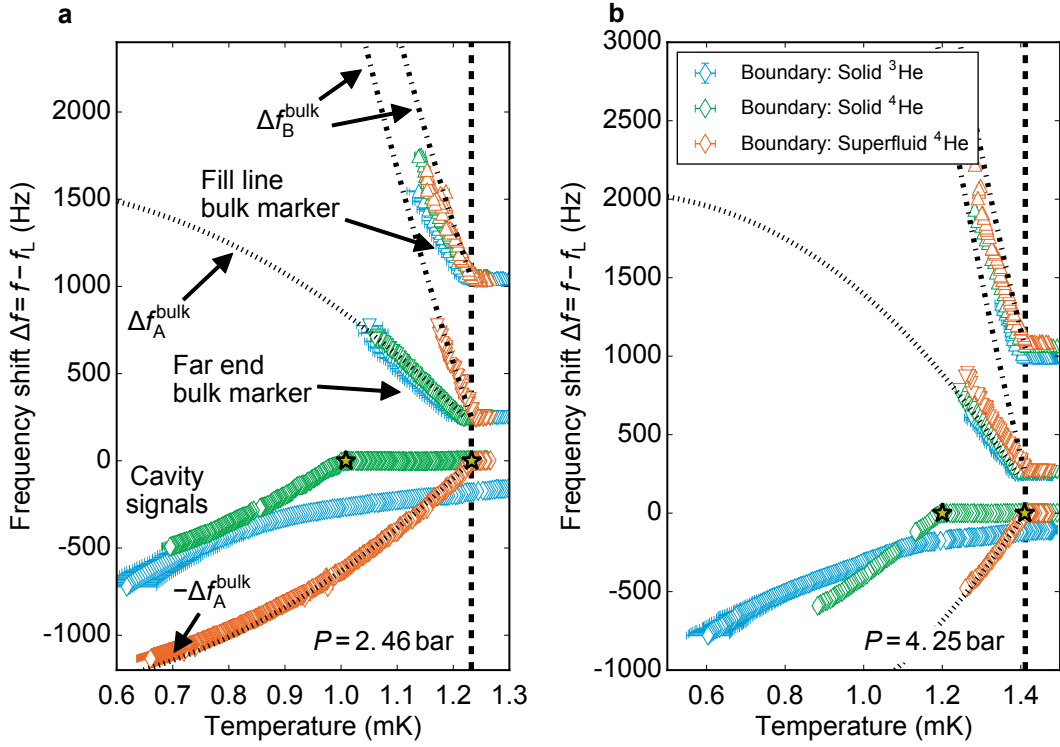 a
b
Frequency shift Δf = f − f_L (Hz)
2000
1500
1000
500
0
-500
-1000
Δf_B^bulk
Fill line
bulk marker
Δf_A^bulk
Far end
bulk marker
Cavity
signals
−Δf_A^bulk
P = 2.46 bar
0.6 0.7 0.8 0.9 1.0 1.1 1.2 1.3
Temperature (mK)
Frequency shift Δf = f − f_L (Hz)
3000
2500
2000
1500
1000
500
0
-500
-1000
Boundary: Solid ³He
Boundary: Solid ⁴He
Boundary: Superfluid ⁴He
P = 4.25 bar
0.6 0.8 1.0 1.2 1.4
Temperature (mK)